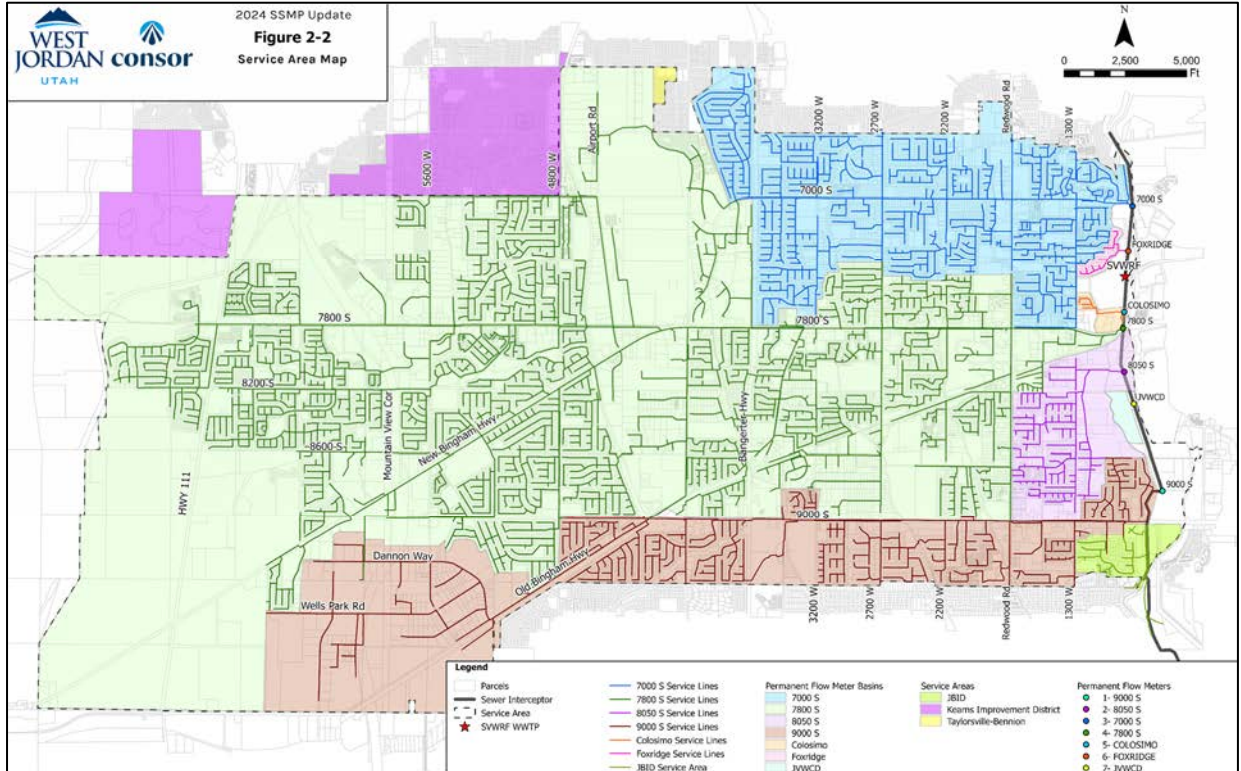 WEST
JORDAN
UTAH
consor
2024 SSMP Update
Figure 2-2
Service Area Map
N
0 2,500 5,000
Ft
5600 W
4800 W
Airport Rd
3200 W
2700 W
2200 W
Redwood Rd
1300 W
7000 S
7000 S
FOXRIDGE
SVWRF
COLOSIMO
7800 S
7800 S
7800 S
8050 S
8200 S
JVWCD
Mountain View Cor
New Bingham Hwy
Bangerter Hwy
8600 S
HWY 111
9000 S
9000 S
Dannon Way
Old Bingham Hwy
Wells Park Rd
3200 W
2700 W
2200 W
Redwood Rd
1300 W
Legend
Parcels
Sewer Interceptor
Service Area
SVWRF WWTP
7000 S Service Lines
7800 S Service Lines
8050 S Service Lines
9000 S Service Lines
Colosimo Service Lines
Foxridge Service Lines
JBID Service Area
Permanent Flow Meter Basins
7000 S
7800 S
8050 S
9000 S
Colosimo
Foxridge
JVWCD
Service Areas
JBID
Kearns Improvement District
Taylorsville-Bennion
Permanent Flow Meters
1- 9000 S
2- 8050 S
3- 7000 S
4- 7800 S
5- COLOSIMO
6- FOXRIDGE
7- JVWCD